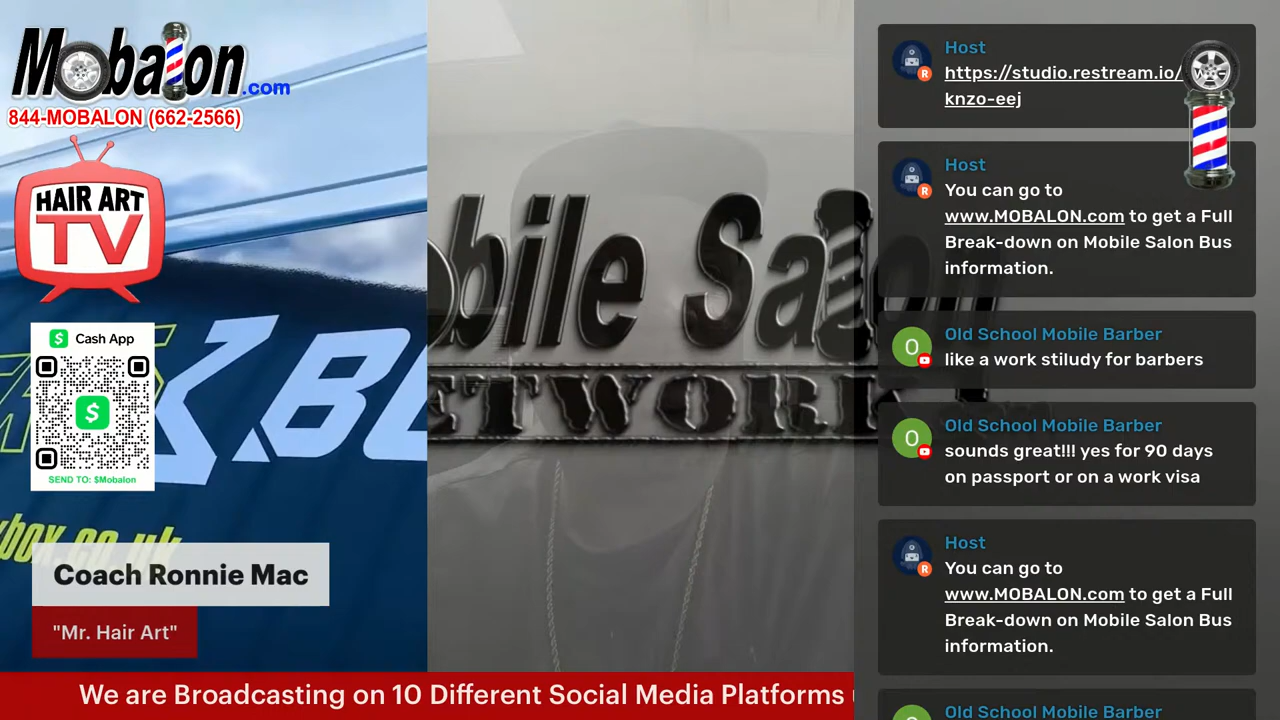 Mobalon.com
844-MOBALON (662-2566)
HAIR ART
TV
Cash App
SEND TO: $Mobalon
Coach Ronnie Mac
"Mr. Hair Art"
We are Broadcasting on 10 Different Social Media Platforms
bile Salon
ETWORK
box.co.uk
Host
https://studio.restream.io/
knzo-eej
Host
You can go to
www.MOBALON.com to get a Full
Break-down on Mobile Salon Bus
information.
Old School Mobile Barber
like a work stiludy for barbers
Old School Mobile Barber
sounds great!!! yes for 90 days
on passport or on a work visa
Host
You can go to
www.MOBALON.com to get a Full
Break-down on Mobile Salon Bus
information.
Old School Mobile Barber